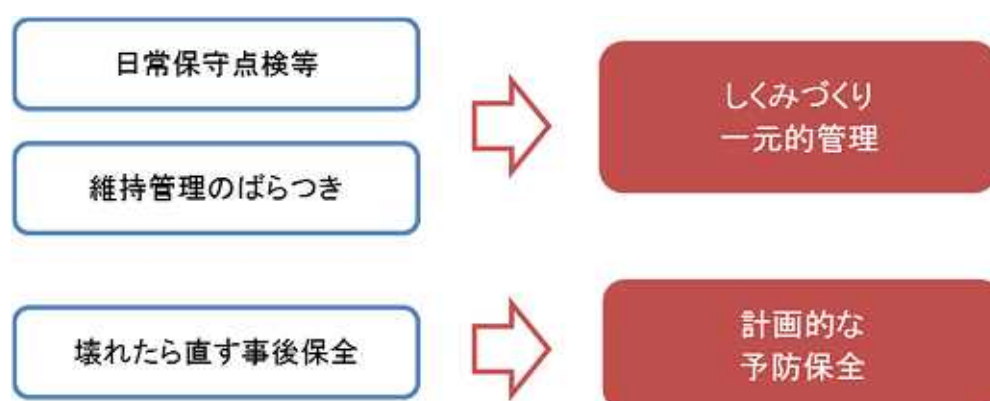 日常保守点検等
維持管理のばらつき
しくみづくり
一元的管理
壊れたら直す事後保全
計画的な
予防保全